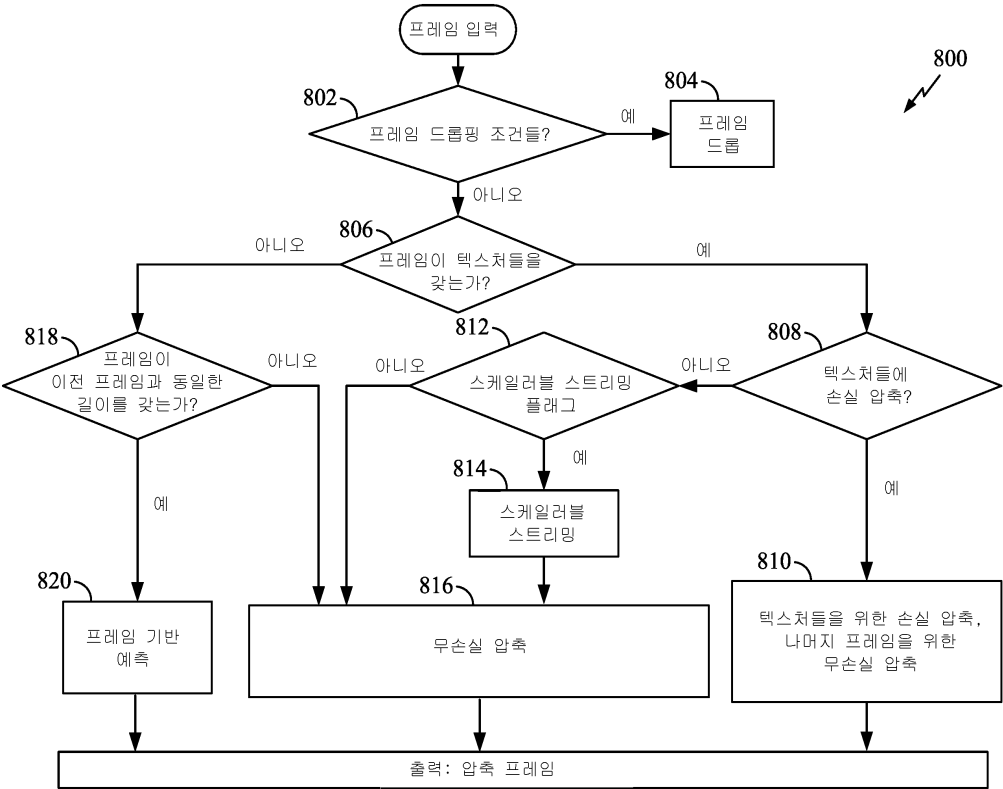 프레임 입력
800
802
804
프레임 드롭핑 조건들?
예
프레임
드롭
아니오
806
아니오
예
프레임이 텍스처들을
갖는가?
818
812
808
프레임이
이전 프레임과 동일한
길이를 갖는가?
아니오
아니오
스케일러블 스트리밍
플래그
아니오
텍스처들에
손실 압축?
예
예
예
814
스케일러블
스트리밍
820
816
810
프레임 기반
예측
무손실 압축
텍스처들을 위한 손실 압축,
나머지 프레임을 위한
무손실 압축
출력: 압축 프레임